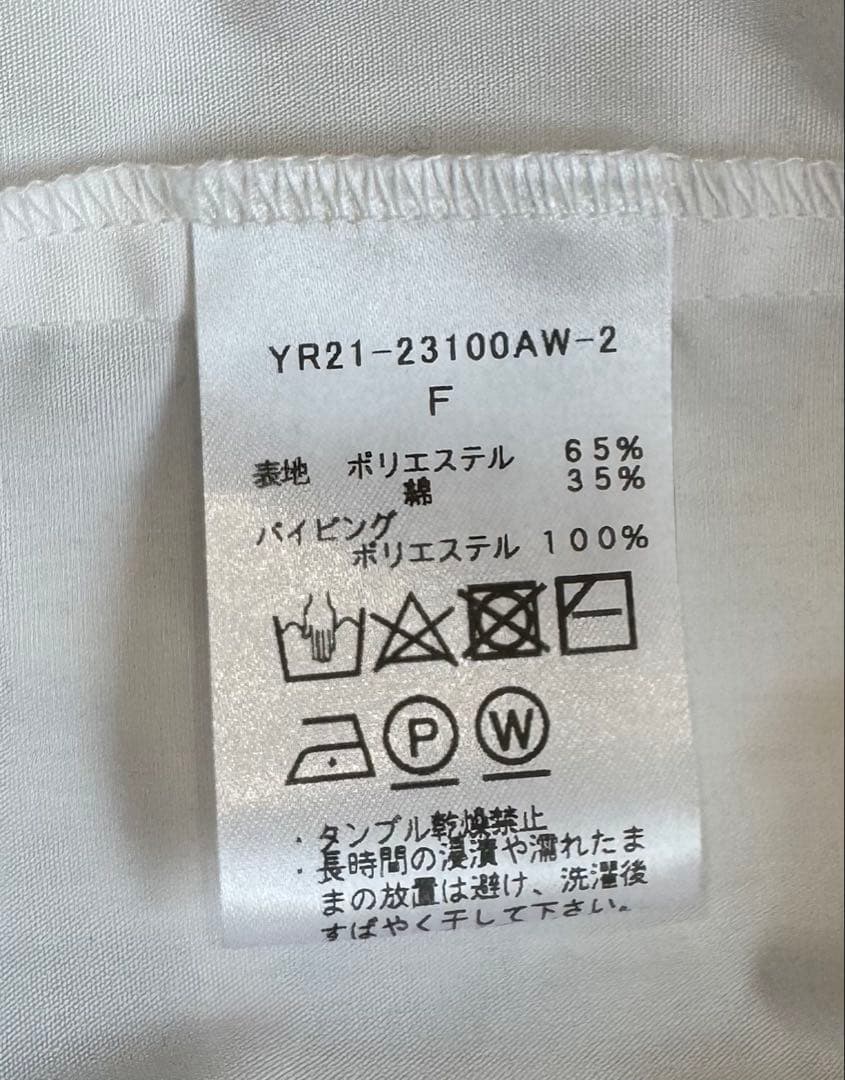 YR21-23100AW-2
F
表地 ポリエステル 65%
綿 35%
パイピング
ポリエステル 100%
P W
・タンブル乾燥禁止
・長時間の浸漬や濡れたま
まの放置は避け、洗濯後
すばやく干して下さい。